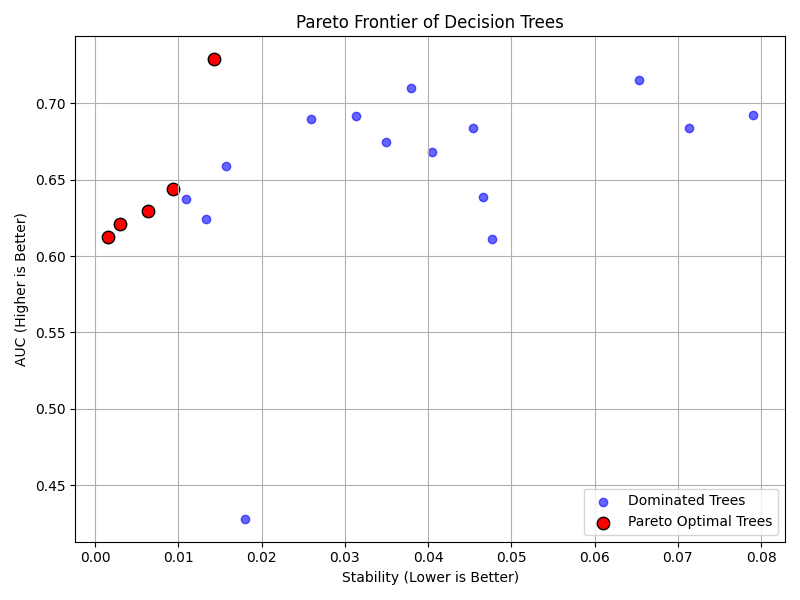 Pareto Frontier of Decision Trees
AUC (Higher is Better)
0.70
0.65
0.60
0.55
0.50
0.45
Dominated Trees
Pareto Optimal Trees
0.00 0.01 0.02 0.03 0.04 0.05 0.06 0.07 0.08
Stability (Lower is Better)